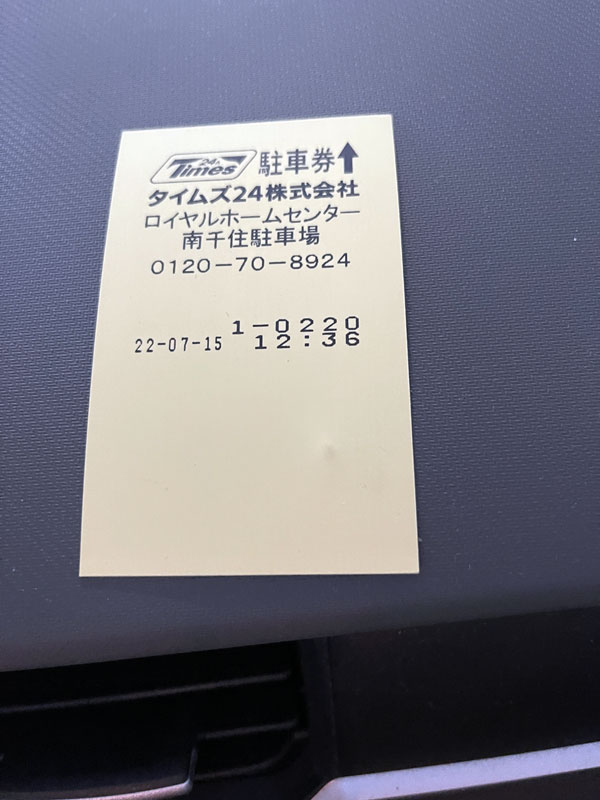 24h Times 駐車券↑
タイムズ24株式会社
ロイヤルホームセンター
南千住駐車場
0120-70-8924
1-0220
22-07-15 12:36